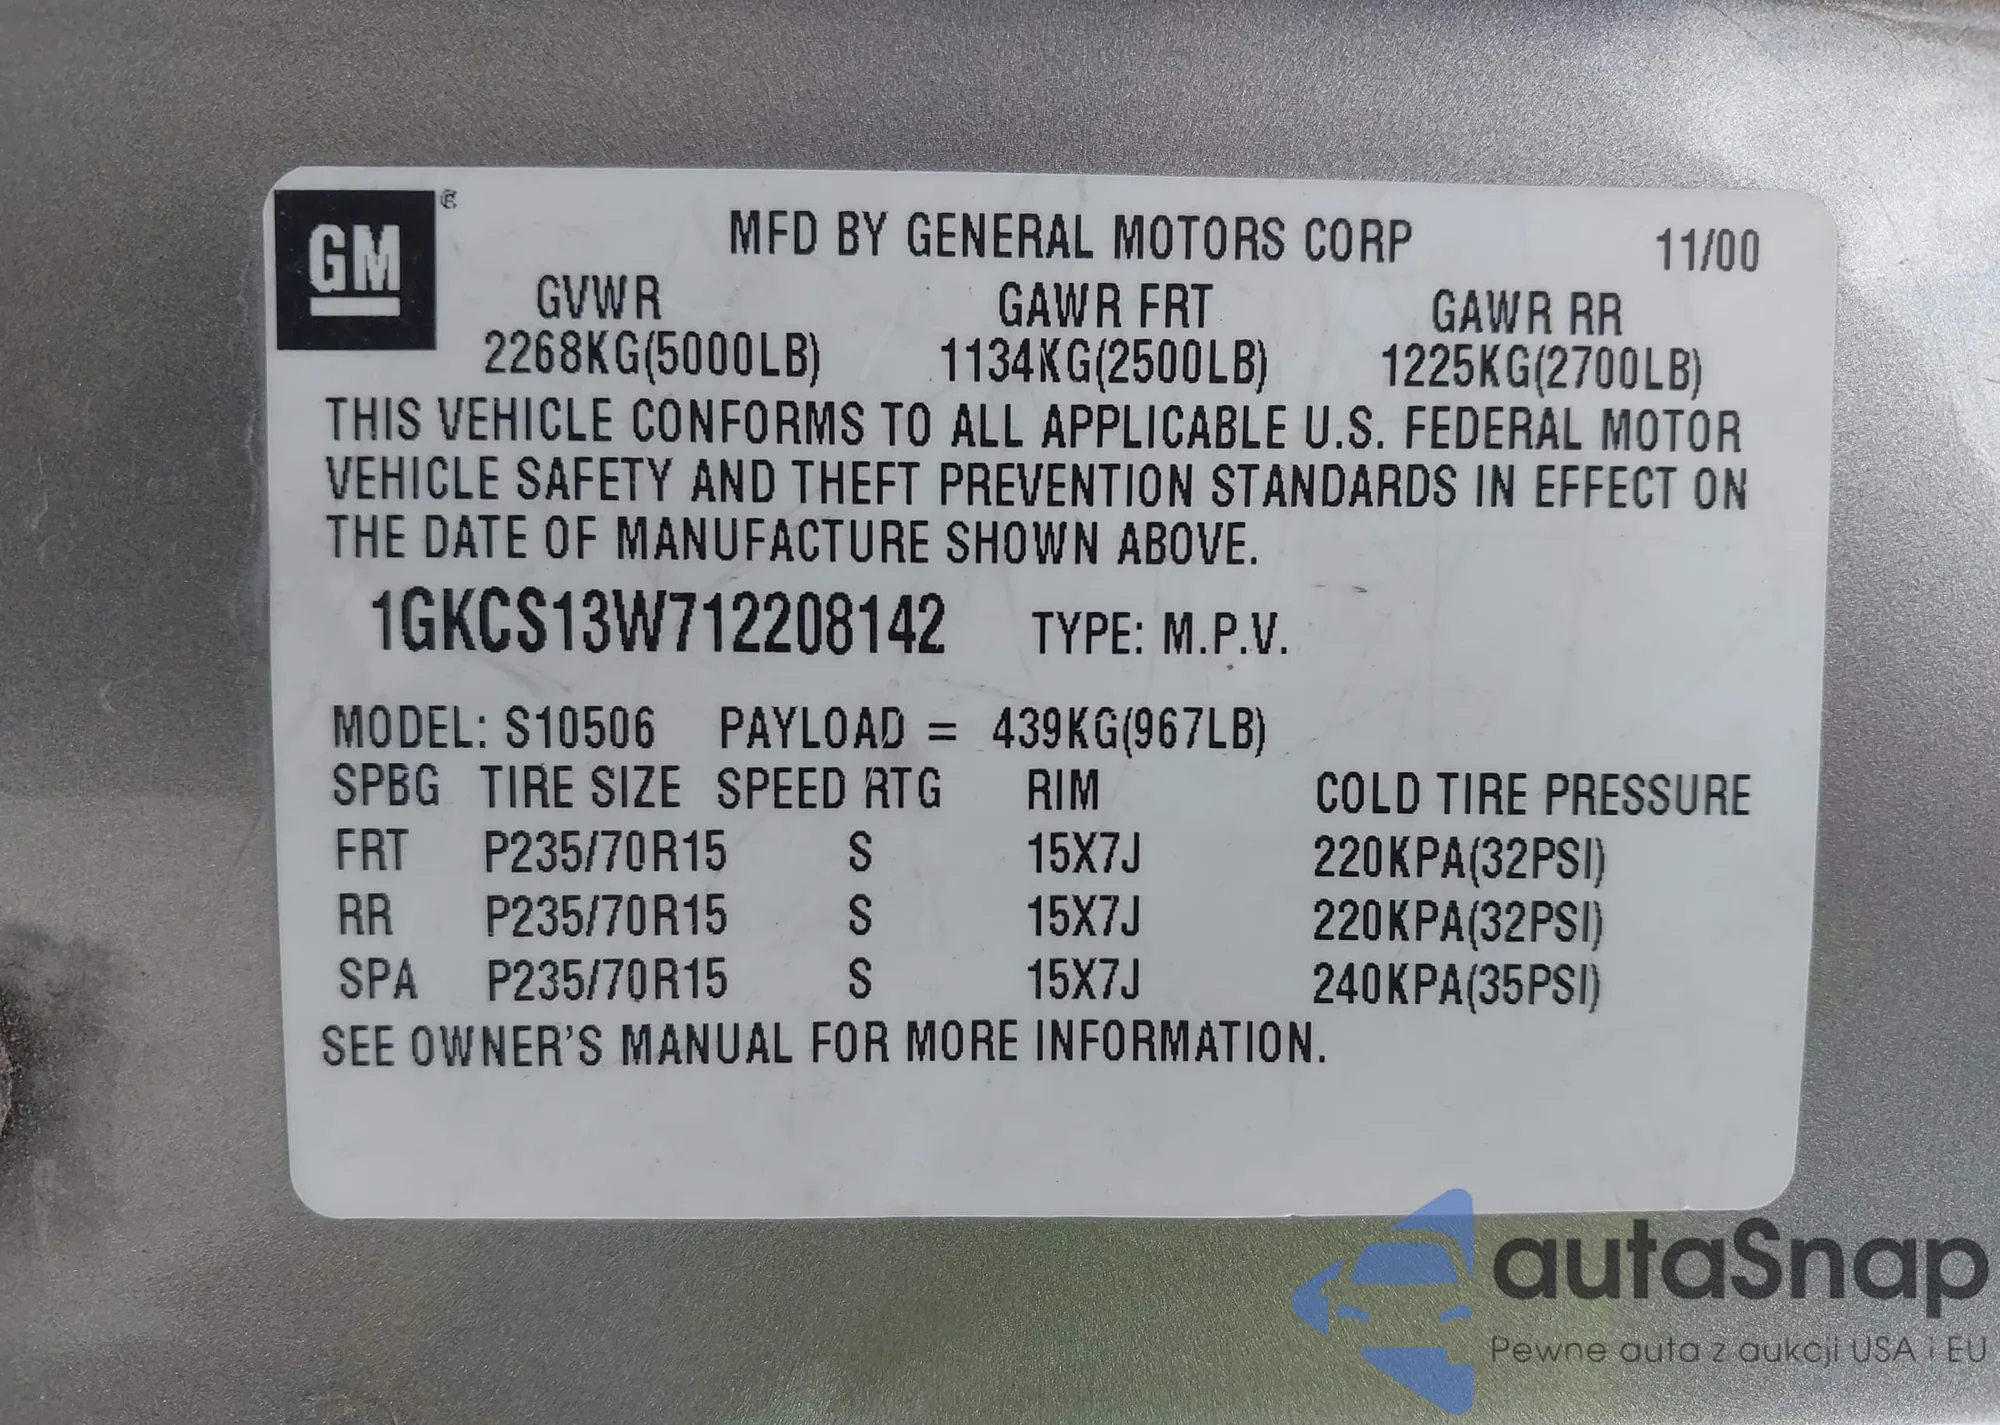 GM ®
MFD BY GENERAL MOTORS CORP 11/00
GVWR GAWR FRT GAWR RR
2268KG(5000LB) 1134KG(2500LB) 1225KG(2700LB)
THIS VEHICLE CONFORMS TO ALL APPLICABLE U.S. FEDERAL MOTOR
VEHICLE SAFETY AND THEFT PREVENTION STANDARDS IN EFFECT ON
THE DATE OF MANUFACTURE SHOWN ABOVE.
1GKCS13W712208142 TYPE: M.P.V.
MODEL: S10506 PAYLOAD = 439KG(967LB)
SPBG TIRE SIZE SPEED RTG RIM COLD TIRE PRESSURE
FRT P235/70R15 S 15X7J 220KPA(32PSI)
RR P235/70R15 S 15X7J 220KPA(32PSI)
SPA P235/70R15 S 15X7J 240KPA(35PSI)
SEE OWNER'S MANUAL FOR MORE INFORMATION.
autaSnap
Pewne auta z aukcji USA i EU